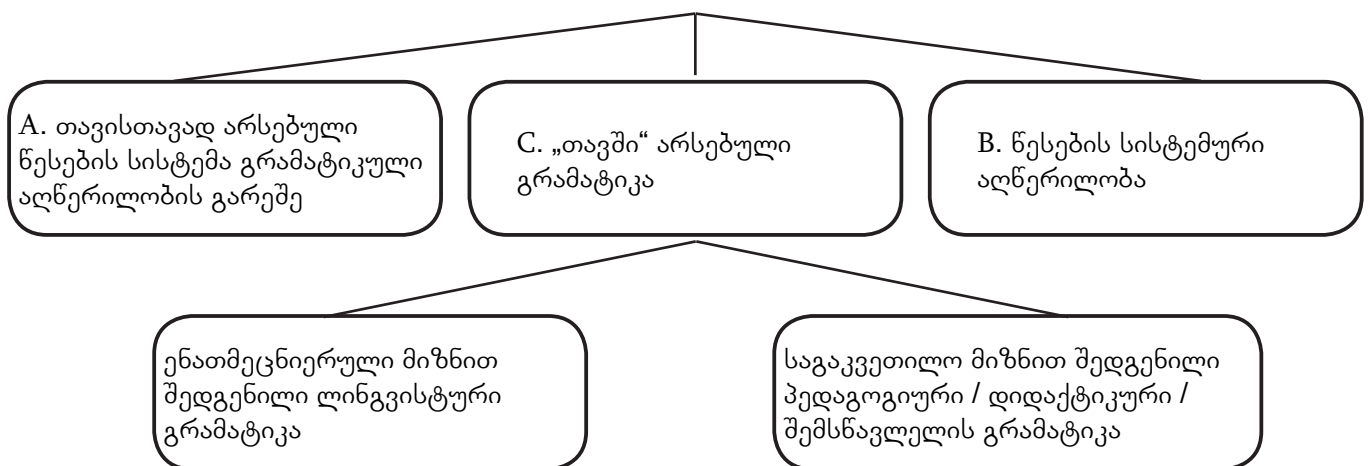 A. თავისთავად არსებული
წესების სისტემა გრამატიკული
აღწერილობის გარეშე
C. „თავში“ არსებული
გრამატიკა
B. წესების სისტემური
აღწერილობა
ენათმეცნიერული მიზნით
შედგენილი ლინგვისტური
გრამატიკა
საგაკვეთილო მიზნით შედგენილი
პედაგოგიური / დიდაქტიკური /
შემსწავლელის გრამატიკა